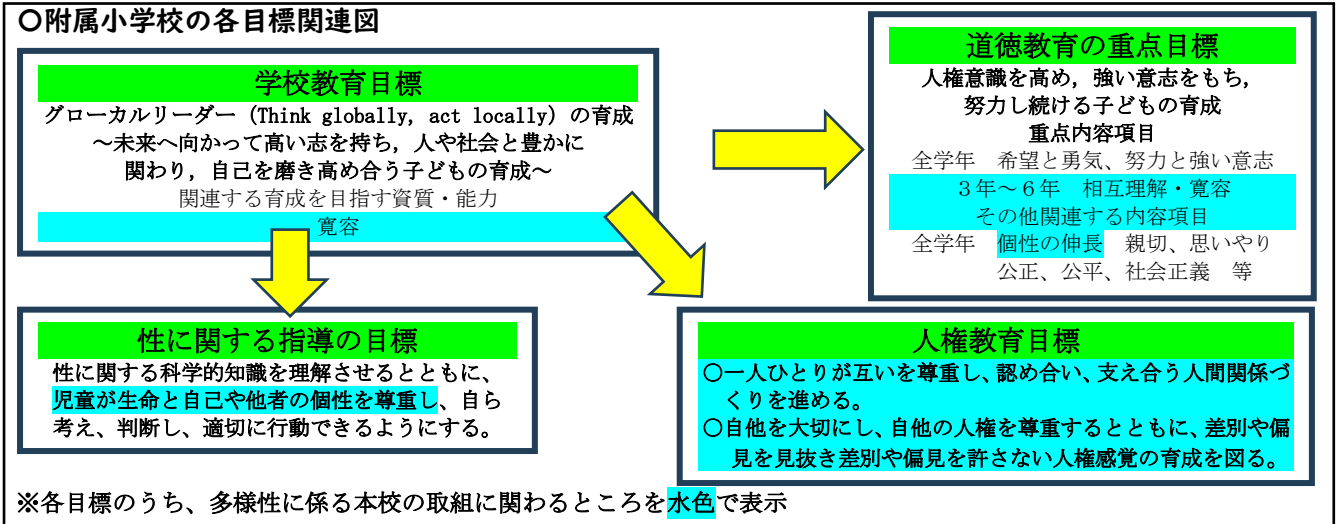 〇附属小学校の各目標関連図
学校教育目標
グローカルリーダー（Think globally, act locally）の育成
～未来へ向かって高い志を持ち，人や社会と豊かに
関わり，自己を磨き高め合う子どもの育成～
関連する育成を目指す資質・能力
寛容
道徳教育の重点目標
人権意識を高め，強い意志をもち，
努力し続ける子どもの育成
重点内容項目
全学年　希望と勇気、努力と強い意志
３年～６年　相互理解・寛容
その他関連する内容項目
全学年　個性の伸長　親切、思いやり
公正、公平、社会正義　等
性に関する指導の目標
性に関する科学的知識を理解させるとともに、
児童が生命と自己や他者の個性を尊重し、自ら
考え、判断し、適切に行動できるようにする。
人権教育目標
〇一人ひとりが互いを尊重し、認め合い、支え合う人間関係づ
くりを進める。
〇自他を大切にし、自他の人権を尊重するとともに、差別や偏
見を見抜き差別や偏見を許さない人権感覚の育成を図る。
※各目標のうち、多様性に係る本校の取組に関わるところを水色で表示